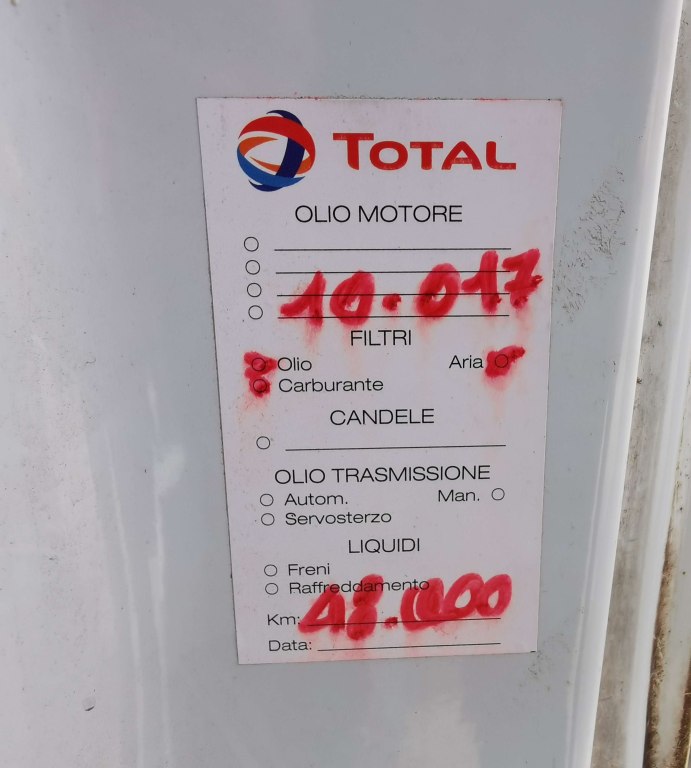 TOTAL
OLIO MOTORE
10.017
FILTRI
Olio Aria
Carburante
CANDELE
OLIO TRASMISSIONE
Autom. Man.
Servosterzo
LIQUIDI
Freni
Raffreddamento
Km: 48.000
Data: